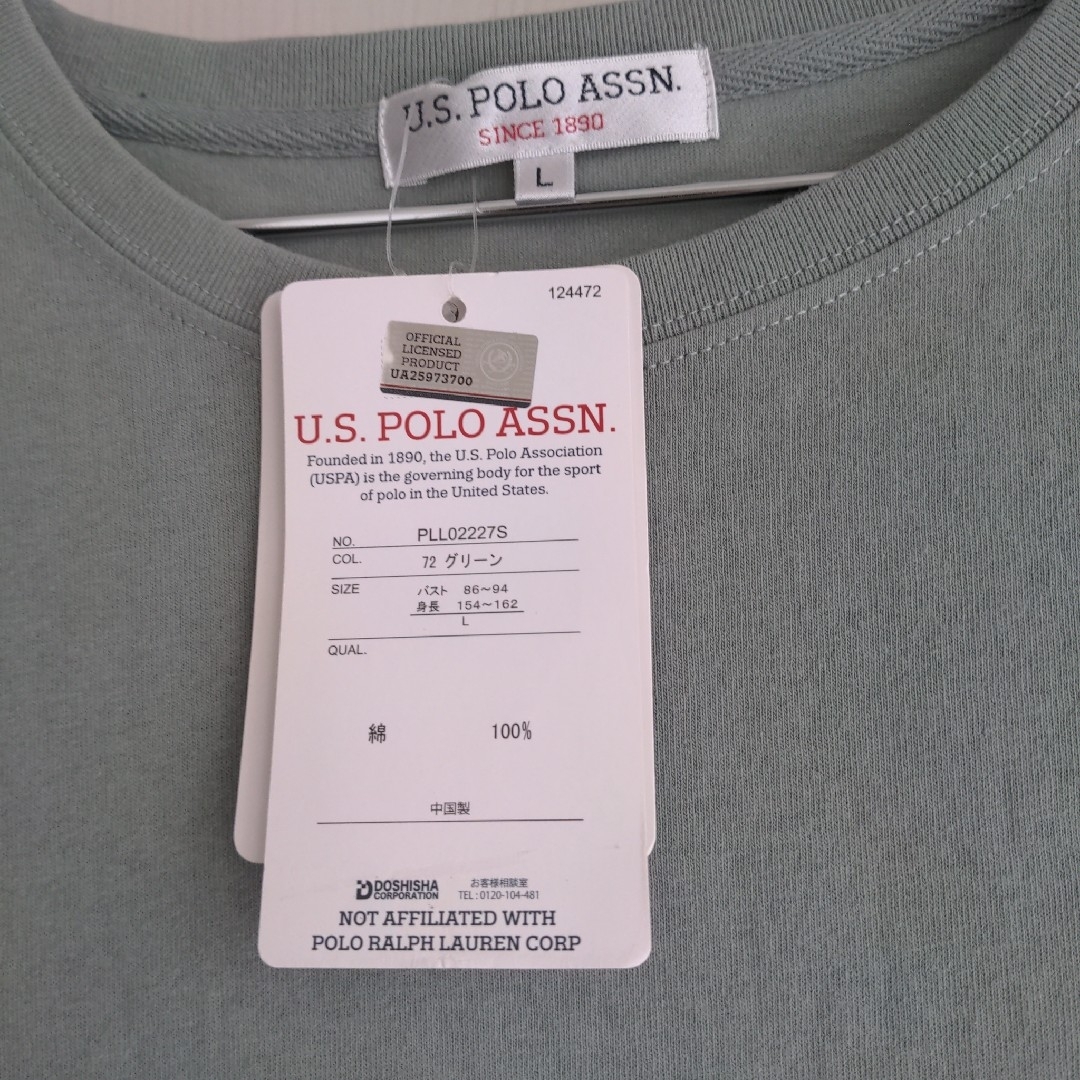 U.S. POLO ASSN.
SINCE 1890
L
124472
OFFICIAL
LICENSED
PRODUCT
UA25973700
U.S. POLO ASSN.
Founded in 1890, the U.S. Polo Association
(USPA) is the governing body for the sport
of polo in the United States.
NO. PLL02227S
COL. 72 グリーン
SIZE バスト 86～94
身長 154～162
L
QUAL.
綿 100%
中国製
DOSHISHA CORPORATION
お客様相談室
TEL:0120-104-481
NOT AFFILIATED WITH
POLO RALPH LAUREN CORP